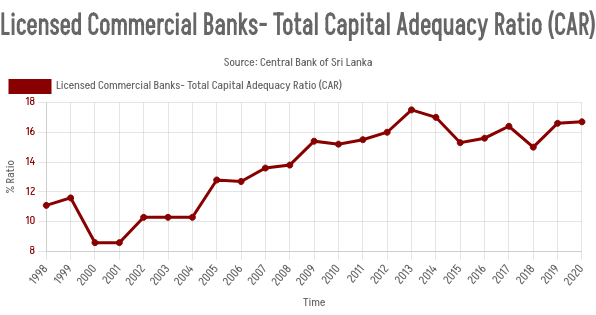 Licensed Commercial Banks- Total Capital Adequacy Ratio (CAR)
Source: Central Bank of Sri Lanka
Licensed Commercial Banks- Total Capital Adequacy Ratio (CAR)
18
16
14
12
10
8
% Ratio
1998 1999 2000 2001 2002 2003 2004 2005 2006 2007 2008 2009 2010 2011 2012 2013 2014 2015 2016 2017 2018 2019 2020
Time